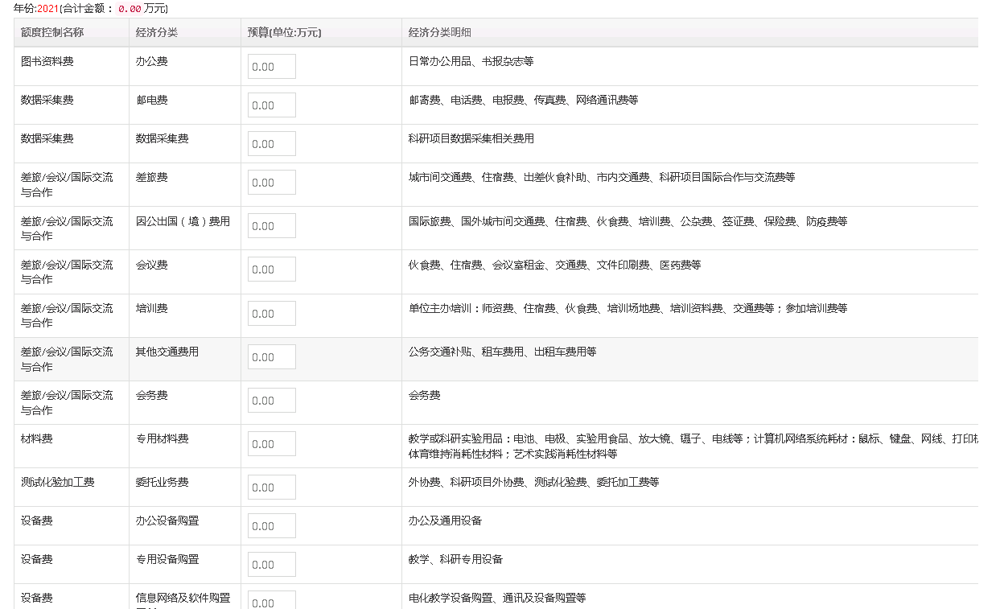 年份:2021(合计金额： 0.00 万元)
额度控制名称 经济分类 预算(单位:万元) 经济分类明细
图书资料费 办公费 0.00 日常办公用品、书报杂志等
数据采集费 邮电费 0.00 邮寄费、电话费、电报费、传真费、网络通讯费等
数据采集费 数据采集费 0.00 科研项目数据采集相关费用
差旅/会议/国际交流 差旅费 0.00 城市间交通费、住宿费、出差伙食补助、市内交通费、科研项目国际合作与交流费等
与合作
差旅/会议/国际交流 因公出国（境）费用 0.00 国际旅费、国外城市间交通费、住宿费、伙食费、培训费、公杂费、签证费、保险费、防疫费等
与合作
差旅/会议/国际交流 会议费 0.00 伙食费、住宿费、会议室租金、交通费、文件印刷费、医药费等
与合作
差旅/会议/国际交流 培训费 0.00 单位主办培训：师资费、住宿费、伙食费、培训场地费、培训资料费、交通费等；参加培训费等
与合作
差旅/会议/国际交流 其他交通费用 0.00 公务交通补贴、租车费用、出租车费用等
与合作
差旅/会议/国际交流 会务费 0.00 会务费
与合作
材料费 专用材料费 0.00 教学或科研实验用品：电池、电极、实验用食品、放大镜、镊子、电线等；计算机网络系统耗材：鼠标、键盘、网线、打印
体育维持消耗性材料；艺术实践消耗性材料等
测试化验加工费 委托业务费 0.00 外协费、科研项目外协费、测试化验费、委托加工费等
设备费 办公设备购置 0.00 办公及通用设备
设备费 专用设备购置 0.00 教学、科研专用设备
设备费 信息网络及软件购置 0.00 电化教学设备购置、通讯及设备购置等